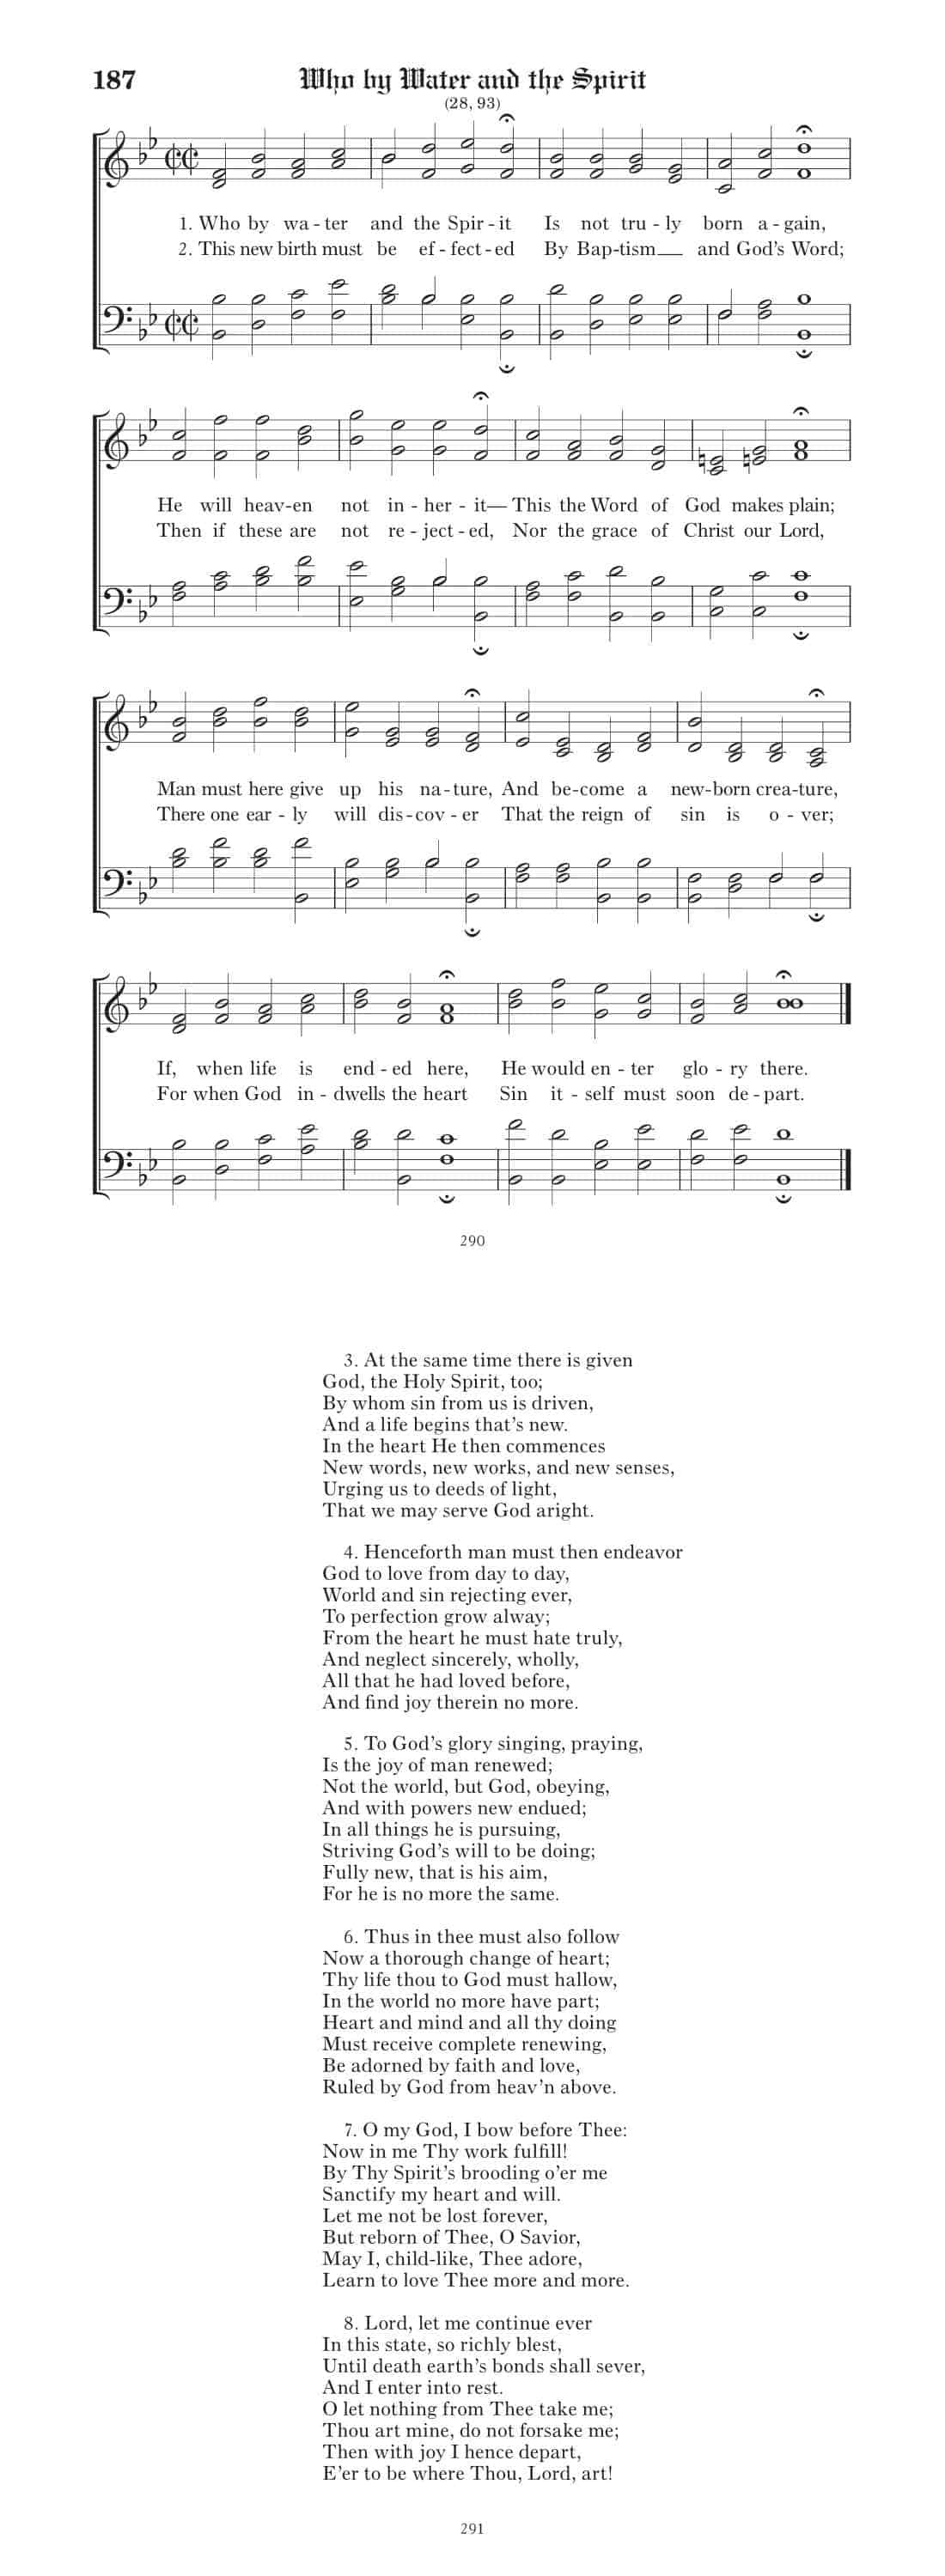 187 Who by Water and the Spirit
(28, 93)
1. Who by wa - ter and the Spir - it Is not tru - ly born a - gain,
2. This new birth must be ef - fect - ed By Bap-tism and God's Word;
He will heav-en not in - her - it— This the Word of God makes plain;
Then if these are not re - ject - ed, Nor the grace of Christ our Lord,
Man must here give up his na - ture, And be-come a new-born crea-ture,
There one ear - ly will dis - cov - er That the reign of sin is o - ver;
If, when life is end - ed here, He would en - ter glo - ry there.
For when God in - dwells the heart Sin it - self must soon de - part.
290
3. At the same time there is given
God, the Holy Spirit, too;
By whom sin from us is driven,
And a life begins that's new.
In the heart He then commences
New words, new works, and new senses,
Urging us to deeds of light,
That we may serve God aright.
4. Henceforth man must then endeavor
God to love from day to day,
World and sin rejecting ever,
To perfection grow alway;
From the heart he must hate truly,
And neglect sincerely, wholly,
All that he had loved before,
And find joy therein no more.
5. To God's glory singing, praying,
Is the joy of man renewed;
Not the world, but God, obeying,
And with powers new endued;
In all things he is pursuing,
Striving God's will to be doing;
Fully new, that is his aim,
For he is no more the same.
6. Thus in thee must also follow
Now a thorough change of heart;
Thy life thou to God must hallow,
In the world no more have part;
Heart and mind and all thy doing
Must receive complete renewing,
Be adorned by faith and love,
Ruled by God from heav'n above.
7. O my God, I bow before Thee:
Now in me Thy work fulfill!
By Thy Spirit's brooding o'er me
Sanctify my heart and will.
Let me not be lost forever,
But reborn of Thee, O Savior,
May I, child-like, Thee adore,
Learn to love Thee more and more.
8. Lord, let me continue ever
In this state, so richly blest,
Until death earth's bonds shall sever,
And I enter into rest.
O let nothing from Thee take me;
Thou art mine, do not forsake me;
Then with joy I hence depart,
E'er to be where Thou, Lord, art!
291